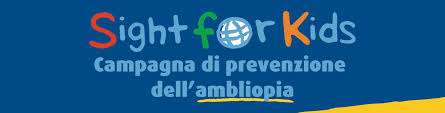 Sight for Kids
Campagna di prevenzione
dell'ambliopia